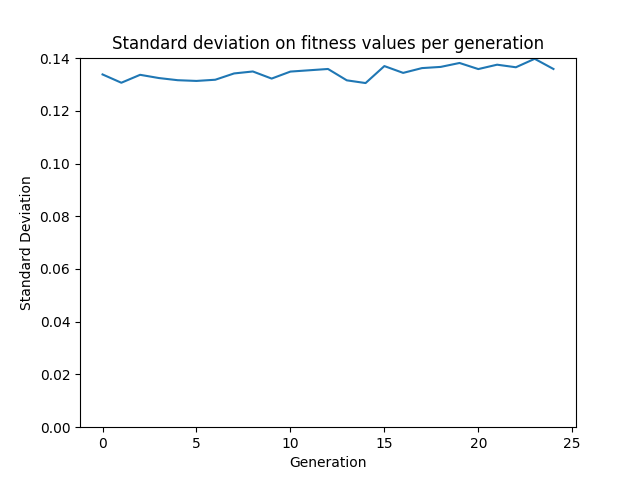 Standard deviation on fitness values per generation
0.14
0.12
0.10
0.08
0.06
0.04
0.02
0.00
Standard Deviation
0 5 10 15 20 25
Generation